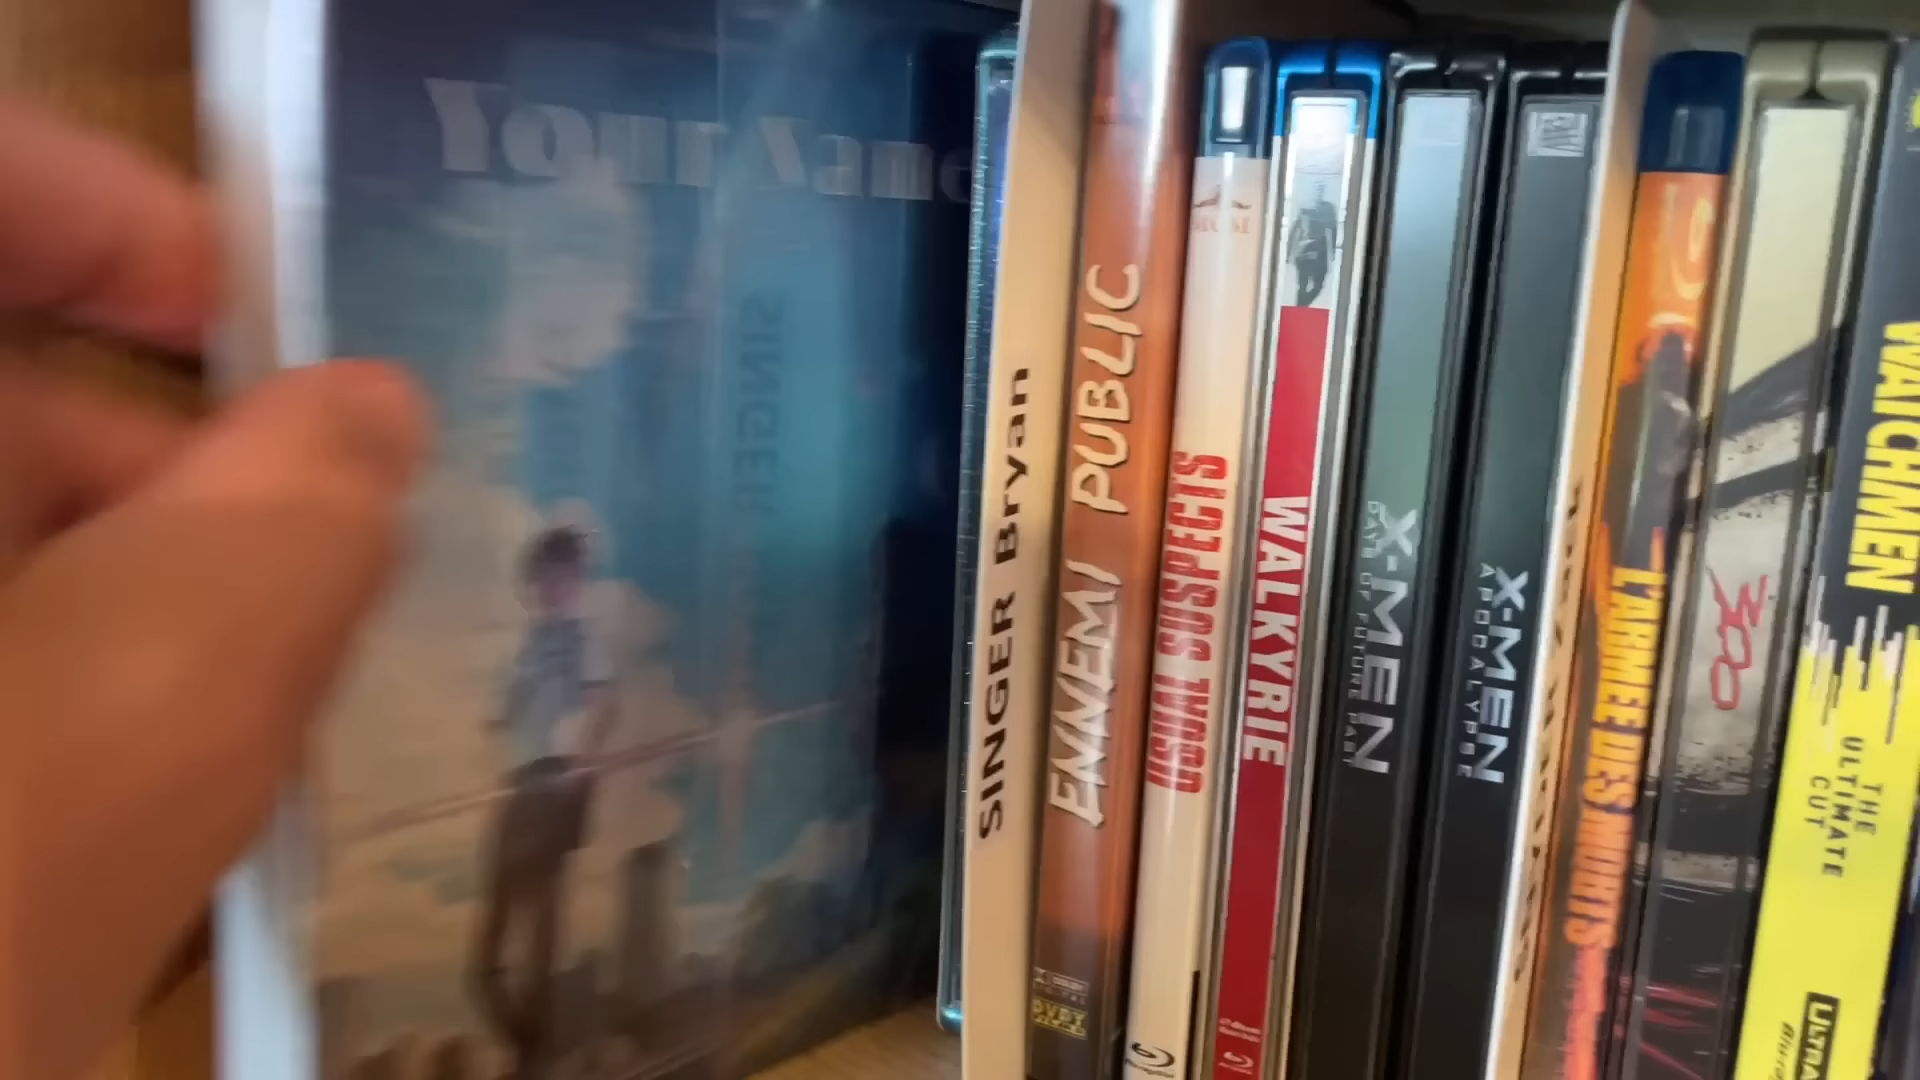 Your Name
SINGER
SINGER Bryan
ENNEMI PUBLIC
USUAL SUSPECTS
WALKYRIE
X-MEN
DAYS OF FUTURE PAST
X-MEN
APOCALYPSE
L'ARMEE DES MORTS
300
WATCHMEN
THE
ULTIMATE
CUT